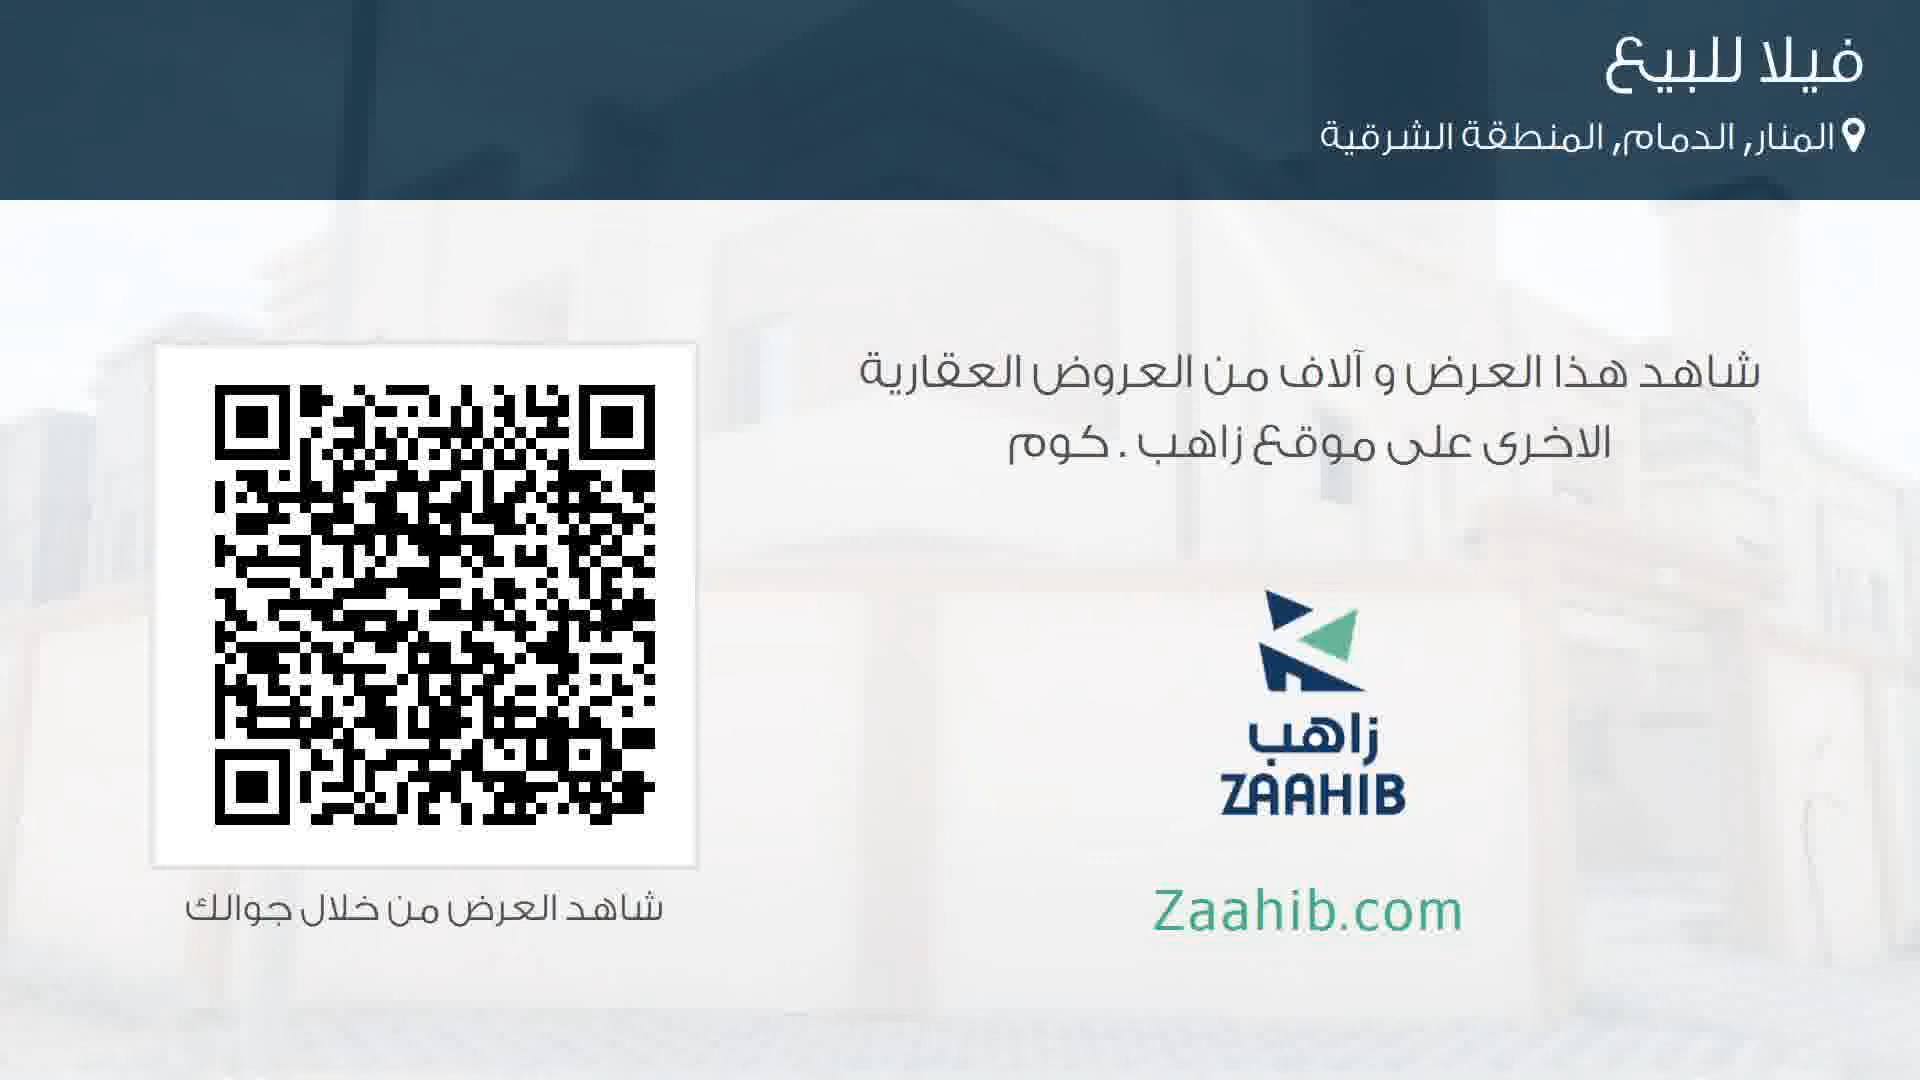 فيلا للبيع
المنار, الدمام, المنطقة الشرقية
شاهد هذا العرض و آلاف من العروض العقارية
الاخرى على موقع زاهب . كوم
زاهب
ZAAHIB
Zaahib.com
شاهد العرض من خلال جوالك